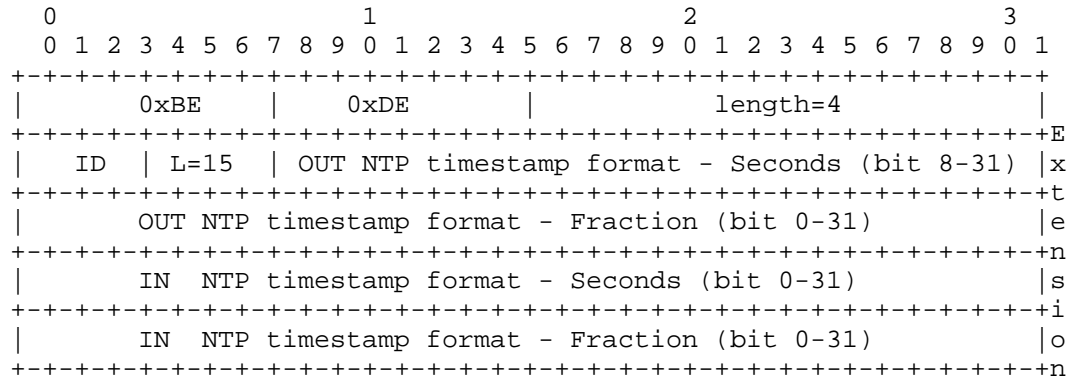 0                   1                   2                   3
 0 1 2 3 4 5 6 7 8 9 0 1 2 3 4 5 6 7 8 9 0 1 2 3 4 5 6 7 8 9 0 1
+-+-+-+-+-+-+-+-+-+-+-+-+-+-+-+-+-+-+-+-+-+-+-+-+-+-+-+-+-+-+-+-+
|       0xBE    |    0xDE       |           length=4            |
+-+-+-+-+-+-+-+-+-+-+-+-+-+-+-+-+-+-+-+-+-+-+-+-+-+-+-+-+-+-+-+-+E
|   ID  | L=15  | OUT NTP timestamp format - Seconds (bit 8-31) |x
+-+-+-+-+-+-+-+-+-+-+-+-+-+-+-+-+-+-+-+-+-+-+-+-+-+-+-+-+-+-+-+-+t
|       OUT NTP timestamp format - Fraction (bit 0-31)          |e
+-+-+-+-+-+-+-+-+-+-+-+-+-+-+-+-+-+-+-+-+-+-+-+-+-+-+-+-+-+-+-+-+n
|       IN  NTP timestamp format - Seconds (bit 0-31)           |s
+-+-+-+-+-+-+-+-+-+-+-+-+-+-+-+-+-+-+-+-+-+-+-+-+-+-+-+-+-+-+-+-+i
|       IN  NTP timestamp format - Fraction (bit 0-31)          |o
+-+-+-+-+-+-+-+-+-+-+-+-+-+-+-+-+-+-+-+-+-+-+-+-+-+-+-+-+-+-+-+-+n